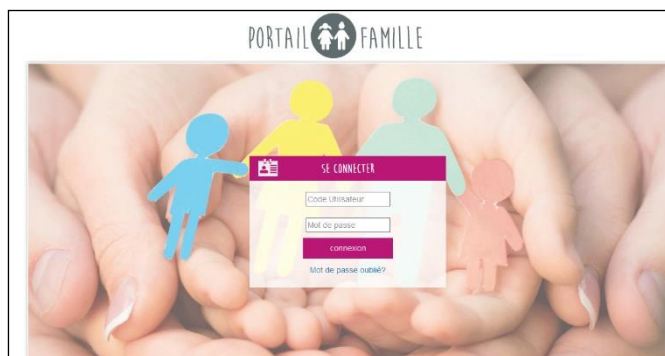 PORTAIL FAMILLE
SE CONNECTER
Code Utilisateur
Mot de passe
connexion
Mot de passe oublié?